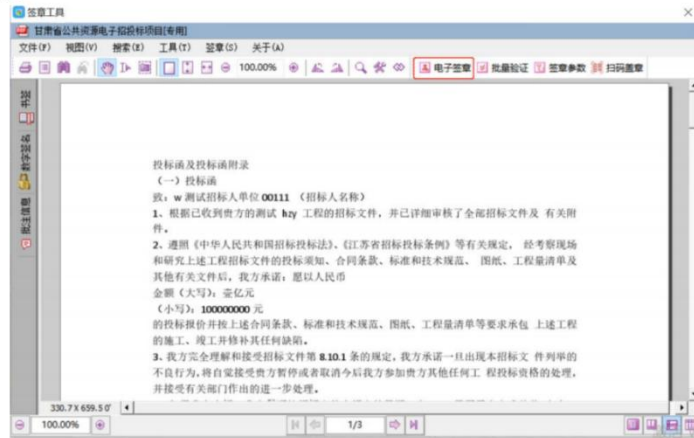 签章工具
甘肃省公共资源电子招投标项目[专用]
文件(F) 视图(V) 搜索(X) 工具(T) 签章(S) 关于(A)
100.00% 电子签章 批量验证 签章参数 扫码盖章
书签
数字签名
批注信息
投标函及投标函附录
（一）投标函
致：w 测试招标人单位 00111 （招标人名称）
1、根据已收到贵方的测试 hzy 工程的招标文件，并已详细审核了全部招标文件及 有关附
件。
2、遵照《中华人民共和国招标投标法》、《江苏省招标投标条例》等有关规定， 经考察现场
和研究上述工程招标文件的投标须知、合同条款、标准和技术规范、 图纸、工程量清单及
其他有关文件后，我方承诺：愿以人民币
金额（大写）：壹亿元
（小写）：100000000 元
的投标报价并按上述合同条款、标准和技术规范、图纸、工程量清单等要求承包 上述工程
的施工、竣工并修补其任何缺陷。
3、我方完全理解和接受招标文件第 8.10.1 条的规定，我方承诺一旦出现本招标文 件列举的
不良行为，将自觉接受贵方暂停或者取消今后我方参加贵方其他任何工 程投标资格的处理，
并接受有关部门作出的进一步处理。
330.7 X 659.5 0'
100.00% 1/3